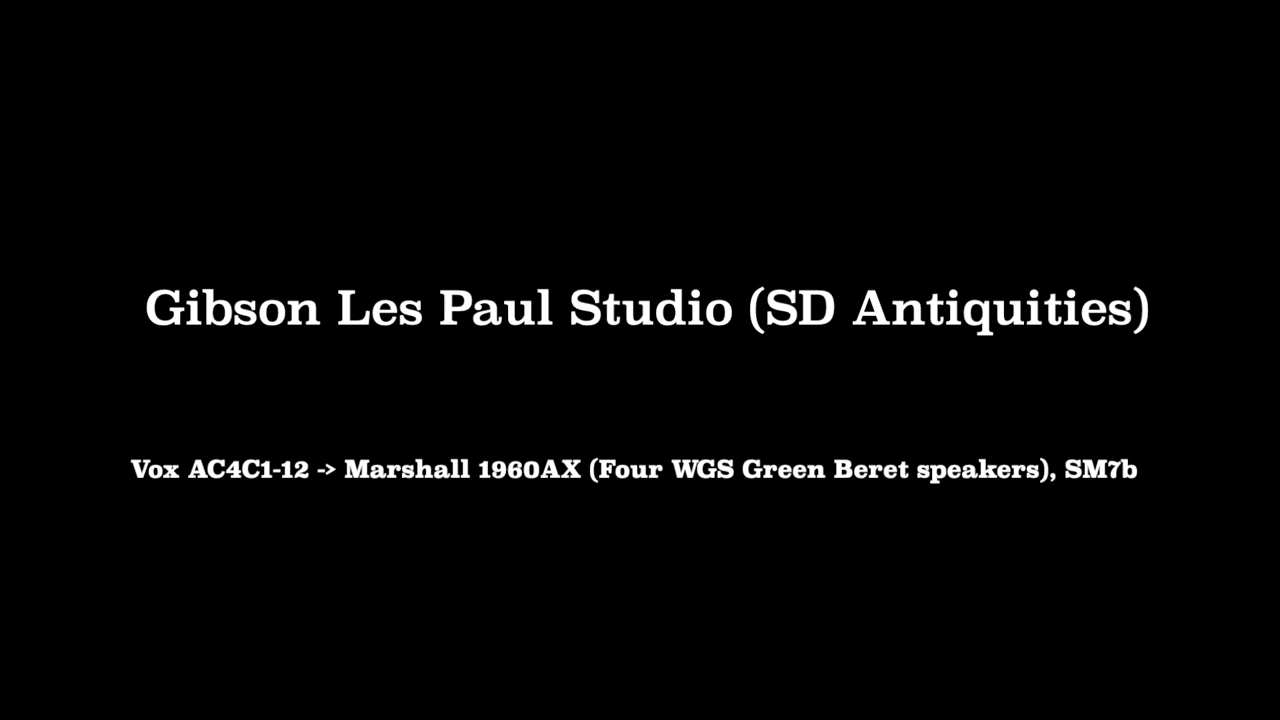 Gibson Les Paul Studio (SD Antiquities)
Vox AC4C1-12 -> Marshall 1960AX (Four WGS Green Beret speakers), SM7b